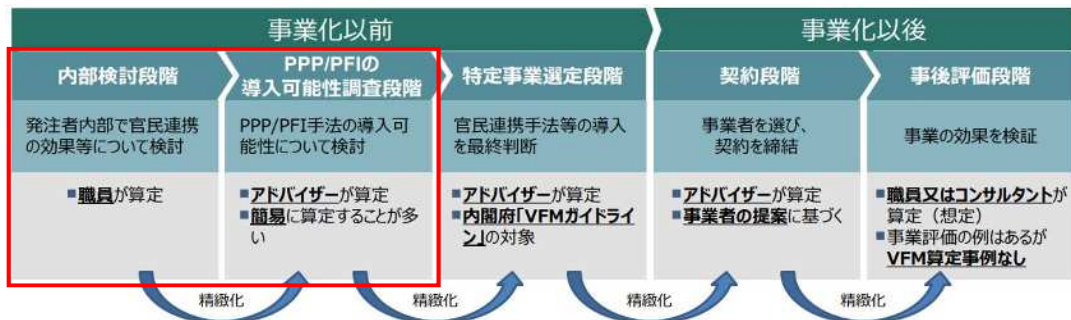 事業化以前
事業化以後
内部検討段階
PPP/PFIの
導入可能性調査段階
特定事業選定段階
契約段階
事後評価段階
発注者内部で官民連携
の効果等について検討
PPP/PFI手法の導入可
能性について検討
官民連携手法等の導入
を最終判断
事業者を選び、
契約を締結
事業の効果を検証
■職員が算定
■アドバイザーが算定
■簡易に算定することが多
い
■アドバイザーが算定
■内閣府「VFMガイドライ
ン」の対象
■アドバイザーが算定
■事業者の提案に基づく
■職員又はコンサルタントが
算定（想定）
■事業評価の例はあるが
VFM算定事例なし
精緻化
精緻化
精緻化
精緻化